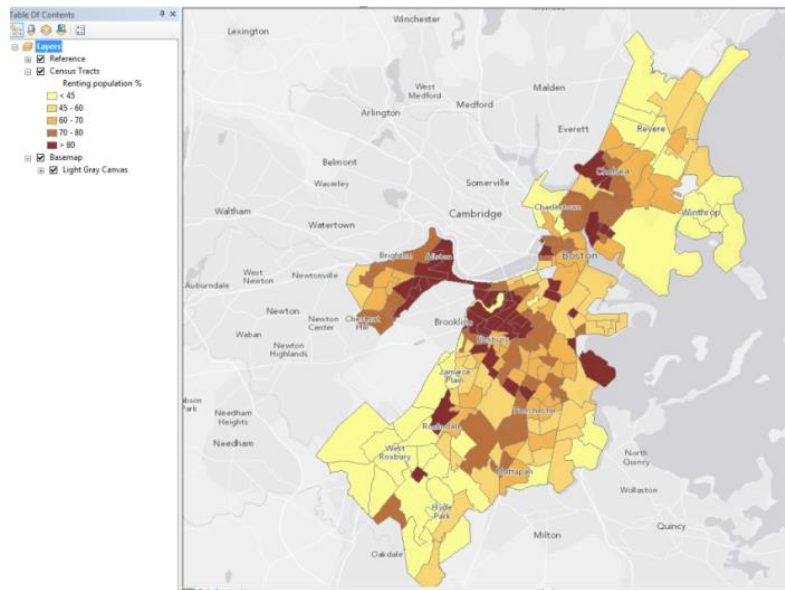 Table Of Contents
Layers
Reference
Census Tracts
Renting population %
< 45
45 - 60
60 - 70
70 - 80
> 80
Basemap
Light Gray Canvas
Winchester
Lexington
West
Medford
Malden
Arlington
Medford
Everett
Revere
Belmont
Waverley
Somerville
Chelsea
Waltham
Watertown
Cambridge
Charlestown
Winthrop
Brighton
Allston
Boston
West
Newton
Newtonville
Auburndale
Newton
Newton
Center
Chestnut
Hill
Brookline
Waban
Newton
Highlands
Roxbury
Jamaica
Plain
Park
Needham
Heights
Dorchester
Roslindale
Needham
West
Roxbury
Mattapan
North
Quincy
Wollaston
Hyde
Park
Quincy
Milton
Oakdale